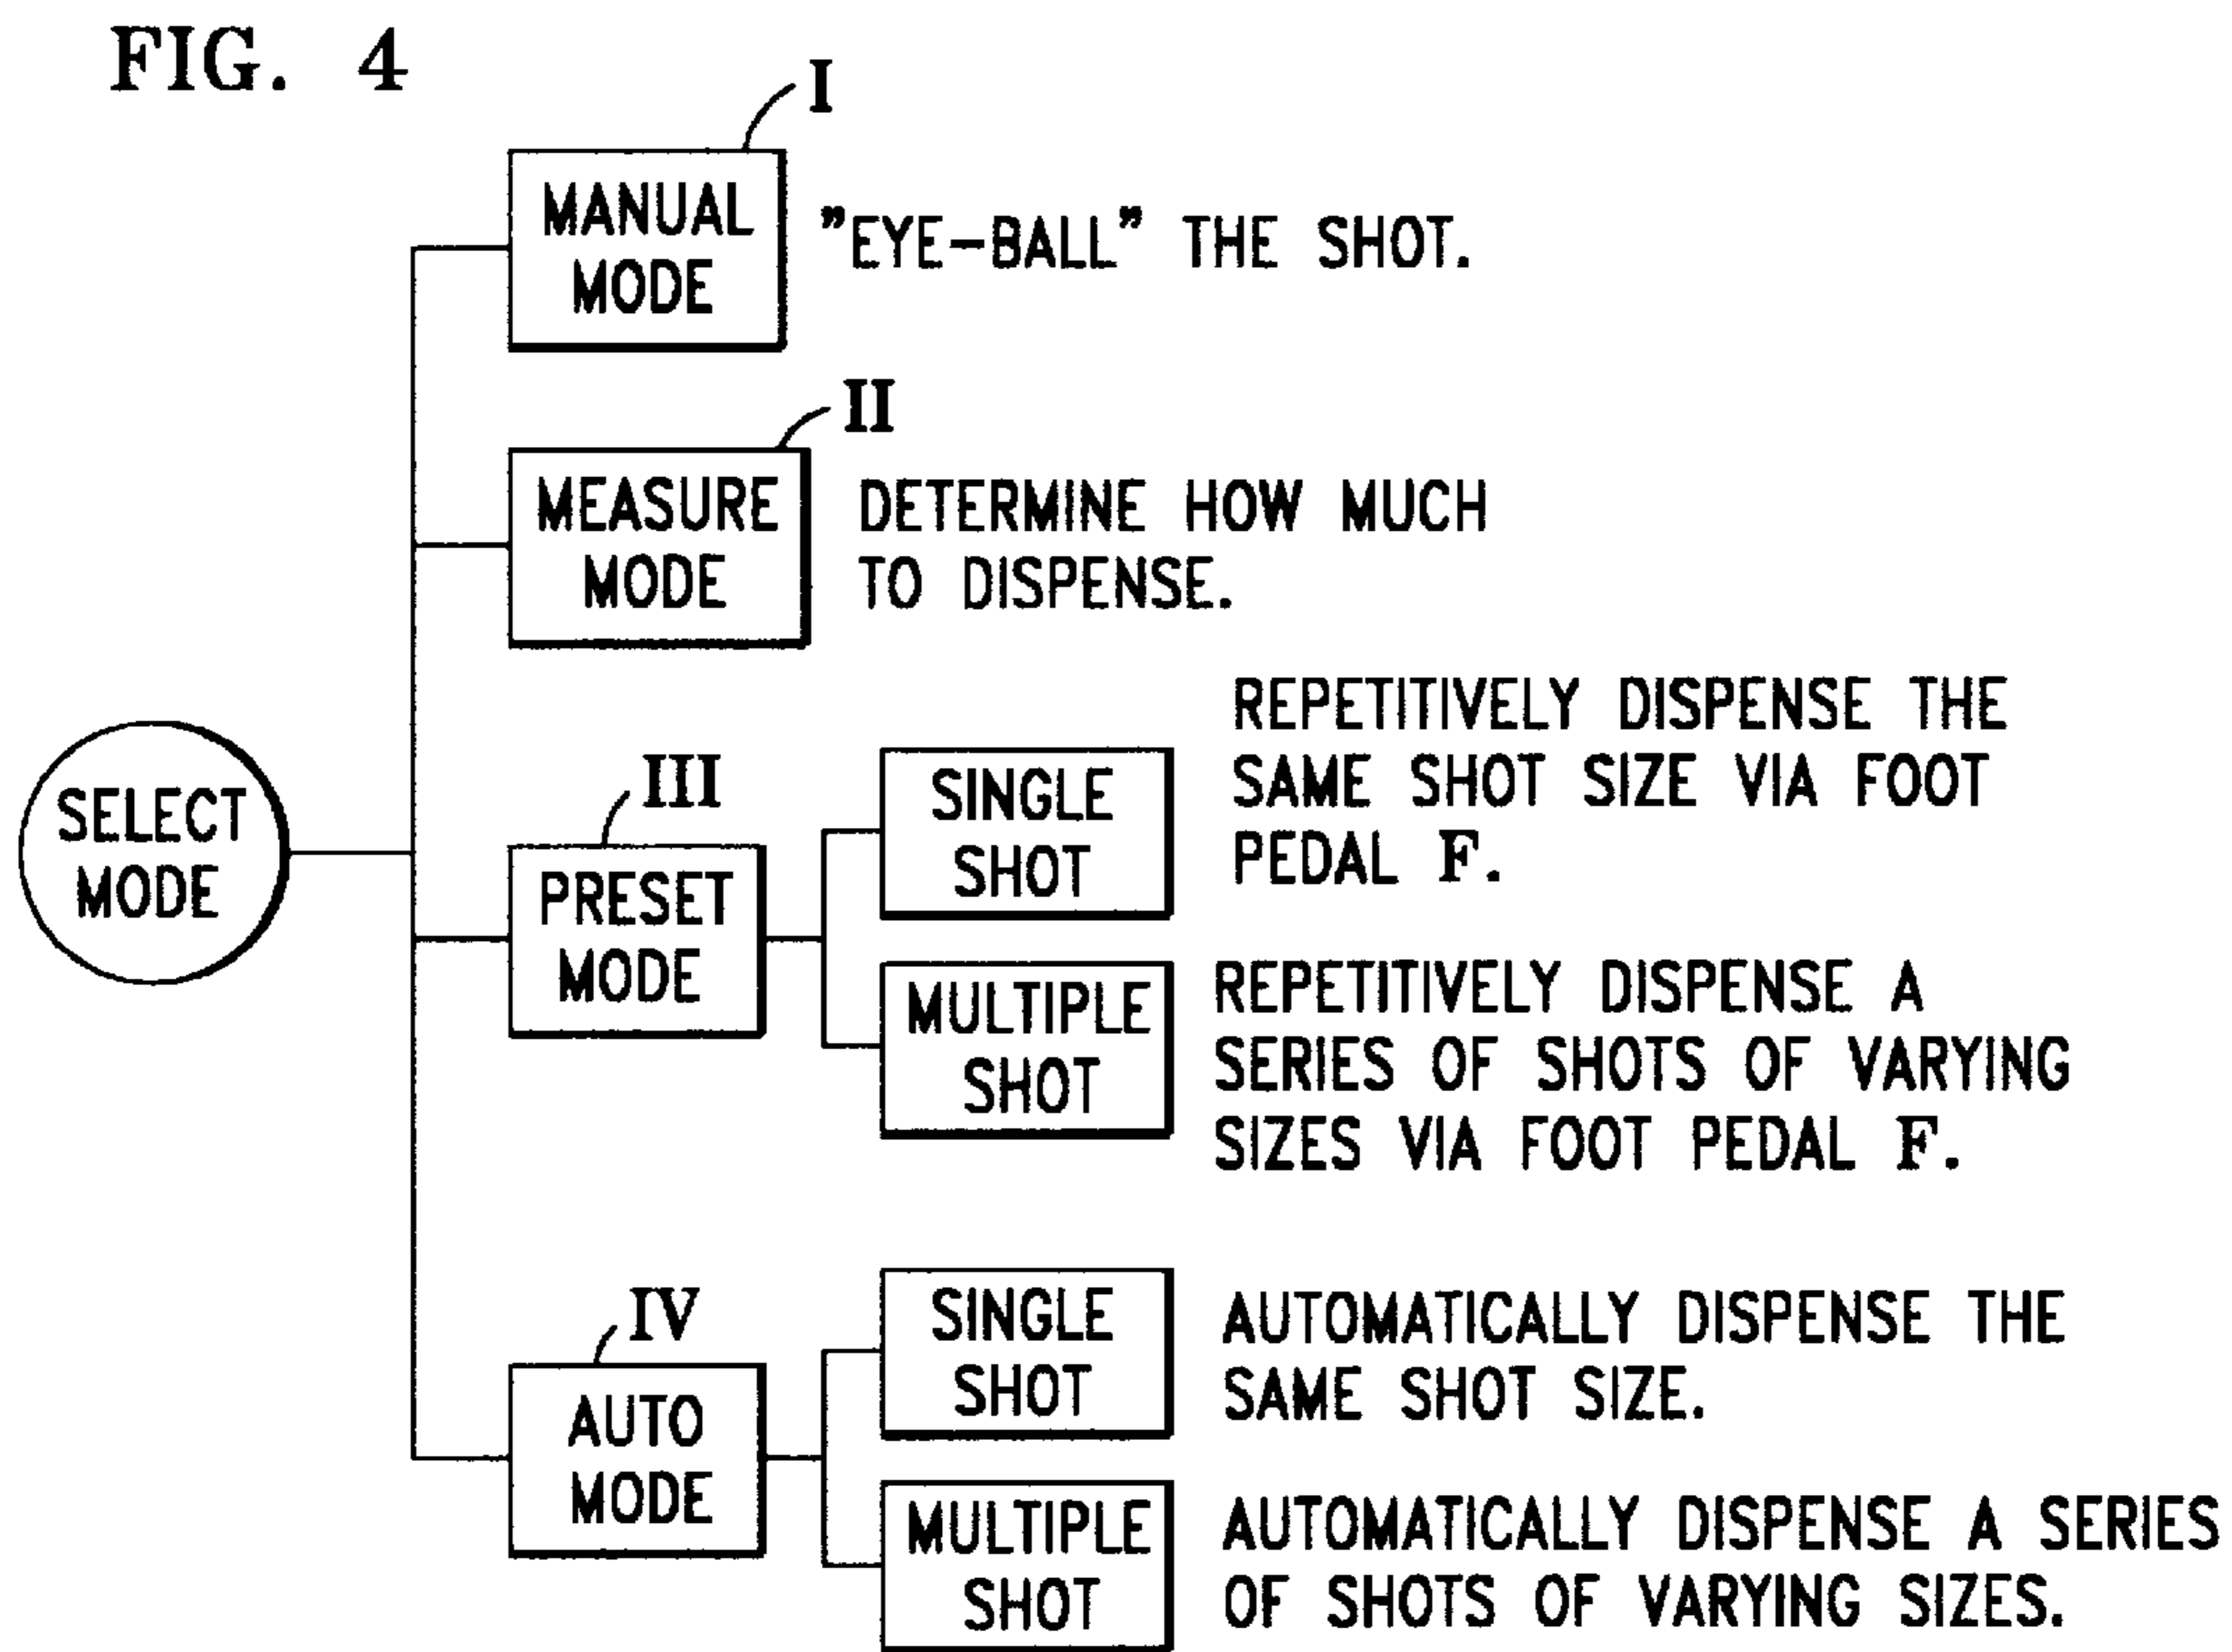 FIG. 4
I
MANUAL
MODE
"EYE-BALL" THE SHOT.
II
MEASURE
MODE
DETERMINE HOW MUCH
TO DISPENSE.
SELECT
MODE
III
PRESET
MODE
SINGLE
SHOT
REPETITIVELY DISPENSE THE
SAME SHOT SIZE VIA FOOT
PEDAL F.
MULTIPLE
SHOT
REPETITIVELY DISPENSE A
SERIES OF SHOTS OF VARYING
SIZES VIA FOOT PEDAL F.
IV
AUTO
MODE
SINGLE
SHOT
AUTOMATICALLY DISPENSE THE
SAME SHOT SIZE.
MULTIPLE
SHOT
AUTOMATICALLY DISPENSE A SERIES
OF SHOTS OF VARYING SIZES.